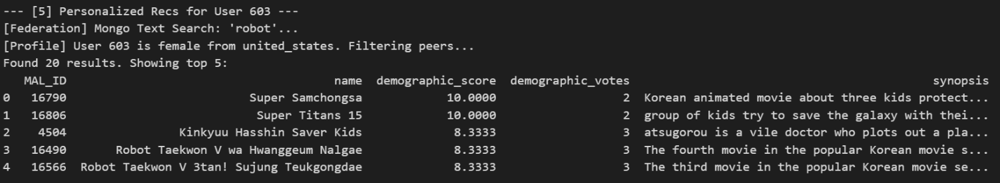 --- [5] Personalized Recs for User 603 ---
[Federation] Mongo Text Search: 'robot'...
[Profile] User 603 is female from united_states. Filtering peers...
Found 20 results. Showing top 5:
MAL_ID name demographic_score demographic_votes synopsis
0 16790 Super Samchongsa 10.0000 2 Korean animated movie about three kids protect...
1 16806 Super Titans 15 10.0000 2 group of kids try to save the galaxy with thei...
2 4504 Kinkyuu Hasshin Saver Kids 8.3333 3 atsugorou is a vile doctor who plots out a pla...
3 16490 Robot Taekwon V wa Hwanggeum Nalgae 8.3333 3 The fourth movie in the popular Korean movie s...
4 16566 Robot Taekwon V 3tan! Sujung Teukgongdae 8.3333 3 The third movie in the popular Korean movie se...